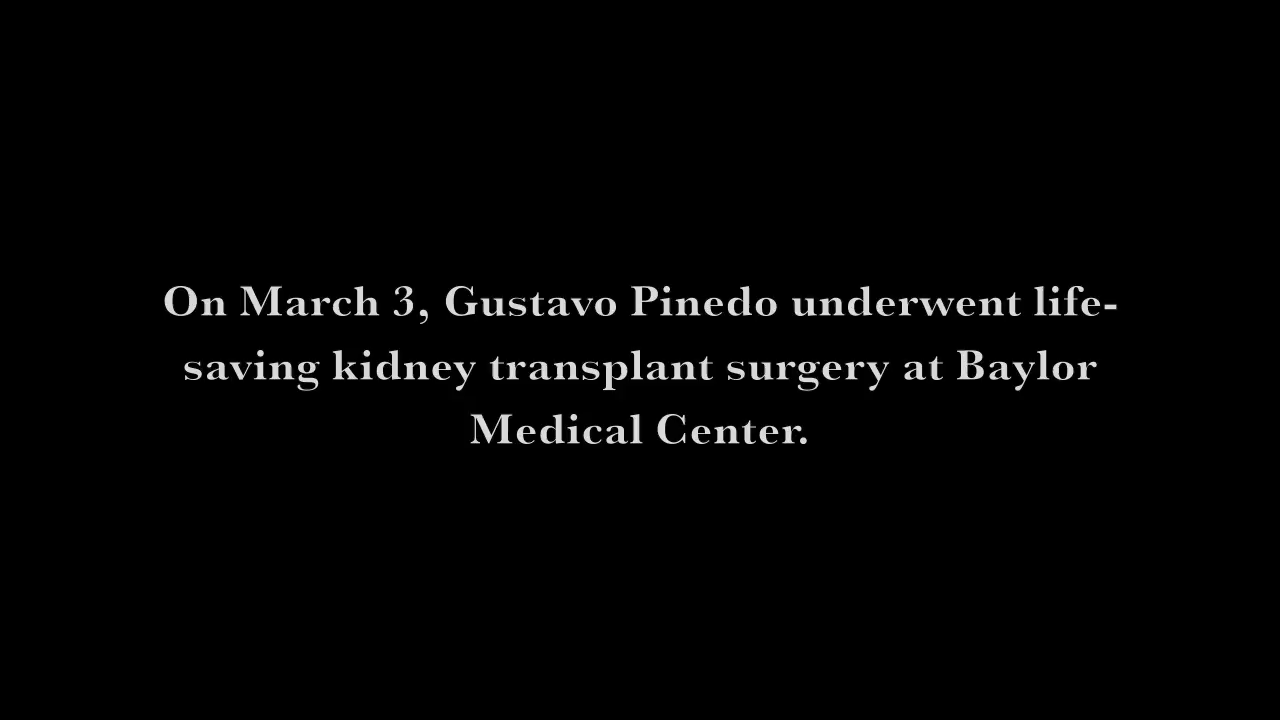 On March 3, Gustavo Pinedo underwent life-
saving kidney transplant surgery at Baylor
Medical Center.